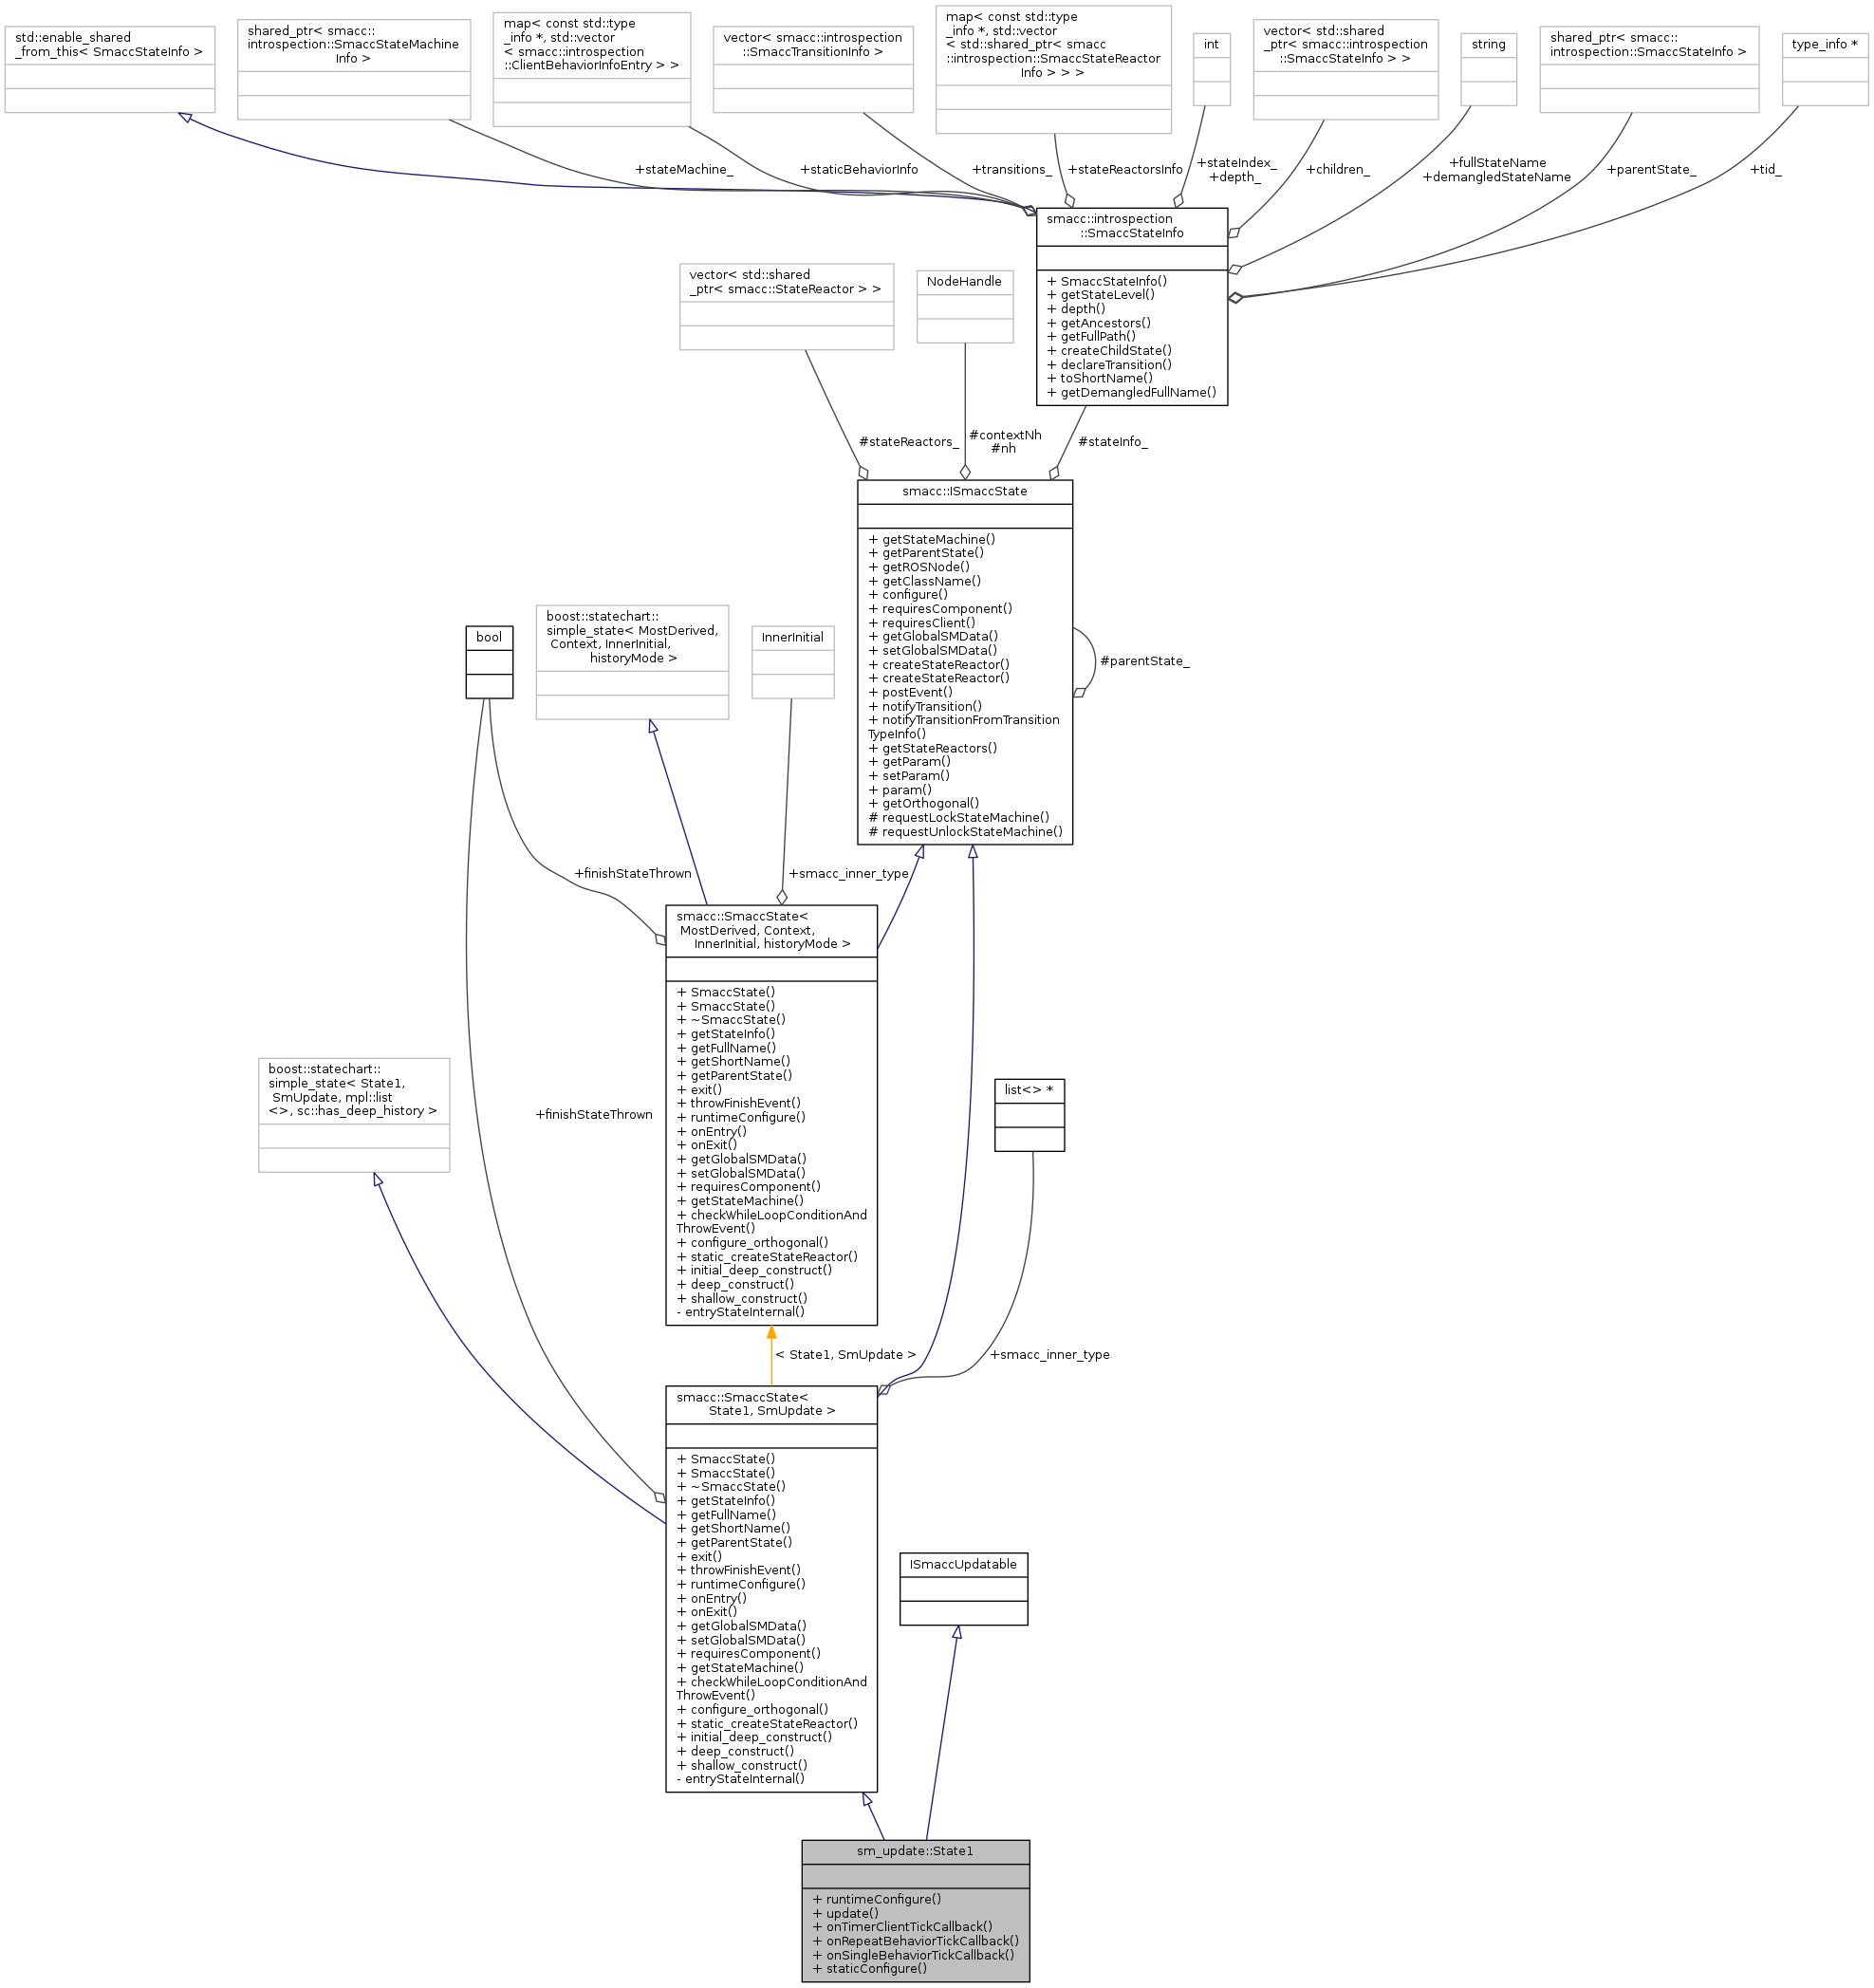 std::enable_shared
_from_this< SmaccStateInfo >
shared_ptr< smacc::
introspection::SmaccStateMachine
Info >
map< const std::type
_info *, std::vector
< smacc::introspection
::ClientBehaviorInfoEntry > >
vector< smacc::introspection
::SmaccTransitionInfo >
map< const std::type
_info *, std::vector
< std::shared_ptr< smacc
::introspection::SmaccStateReactor
Info > > >
int
vector< std::shared
_ptr< smacc::introspection
::SmaccStateInfo > >
string
shared_ptr< smacc::
introspection::SmaccStateInfo >
type_info *
+stateMachine_
+staticBehaviorInfo
+transitions_
+stateReactorsInfo
+stateIndex_
+depth_
+children_
+fullStateName
+demangledStateName
+parentState_
+tid_
smacc::introspection
::SmaccStateInfo
+ SmaccStateInfo()
+ getStateLevel()
+ depth()
+ getAncestors()
+ getFullPath()
+ createChildState()
+ declareTransition()
+ toShortName()
+ getDemangledFullName()
vector< std::shared
_ptr< smacc::StateReactor > >
NodeHandle
#stateReactors_
#contextNh
#nh
#stateInfo_
smacc::ISmaccState
+ getStateMachine()
+ getParentState()
+ getROSNode()
+ getClassName()
+ configure()
+ requiresComponent()
+ requiresClient()
+ getGlobalSMData()
+ setGlobalSMData()
+ createStateReactor()
+ createStateReactor()
+ postEvent()
+ notifyTransition()
+ notifyTransitionFromTransition
TypeInfo()
+ getStateReactors()
+ getParam()
+ setParam()
+ param()
+ getOrthogonal()
# requestLockStateMachine()
# requestUnlockStateMachine()
#parentState_
bool
boost::statechart::
simple_state< MostDerived,
Context, InnerInitial,
historyMode >
InnerInitial
+finishStateThrown
+smacc_inner_type
smacc::SmaccState<
MostDerived, Context,
InnerInitial, historyMode >
+ SmaccState()
+ SmaccState()
+ ~SmaccState()
+ getStateInfo()
+ getFullName()
+ getShortName()
+ getParentState()
+ exit()
+ throwFinishEvent()
+ runtimeConfigure()
+ onEntry()
+ onExit()
+ getGlobalSMData()
+ setGlobalSMData()
+ requiresComponent()
+ getStateMachine()
+ checkWhileLoopConditionAnd
ThrowEvent()
+ configure_orthogonal()
+ static_createStateReactor()
+ initial_deep_construct()
+ deep_construct()
+ shallow_construct()
- entryStateInternal()
boost::statechart::
simple_state< State1,
SmUpdate, mpl::list
<>, sc::has_deep_history >
+finishStateThrown
list<> *
< State1, SmUpdate >
+smacc_inner_type
smacc::SmaccState<
State1, SmUpdate >
+ SmaccState()
+ SmaccState()
+ ~SmaccState()
+ getStateInfo()
+ getFullName()
+ getShortName()
+ getParentState()
+ exit()
+ throwFinishEvent()
+ runtimeConfigure()
+ onEntry()
+ onExit()
+ getGlobalSMData()
+ setGlobalSMData()
+ requiresComponent()
+ getStateMachine()
+ checkWhileLoopConditionAnd
ThrowEvent()
+ configure_orthogonal()
+ static_createStateReactor()
+ initial_deep_construct()
+ deep_construct()
+ shallow_construct()
- entryStateInternal()
ISmaccUpdatable
sm_update::State1
+ runtimeConfigure()
+ update()
+ onTimerClientTickCallback()
+ onRepeatBehaviorTickCallback()
+ onSingleBehaviorTickCallback()
+ staticConfigure()